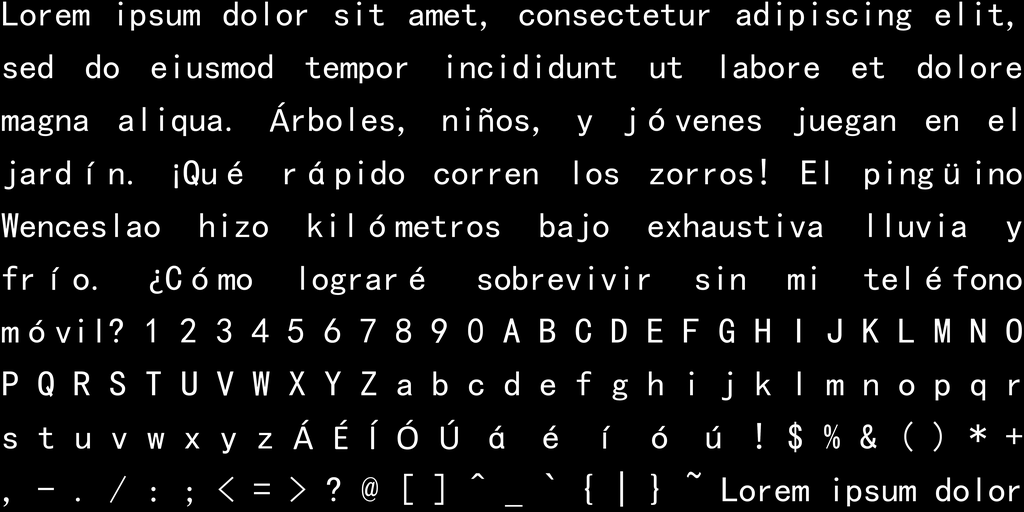 Lorem ipsum dolor sit amet, consectetur adipiscing elit,
sed do eiusmod tempor incididunt ut labore et dolore
magna aliqua. Árboles, niños, y jóvenes juegan en el
jardín. ¡Qué rápido corren los zorros! El pingüino
Wenceslao hizo kilómetros bajo exhaustiva lluvia y
frío. ¿Cómo lograré sobrevivir sin mi teléfono
móvil? 1 2 3 4 5 6 7 8 9 0 A B C D E F G H I J K L M N O
P Q R S T U V W X Y Z a b c d e f g h i j k l m n o p q r
s t u v w x y z Á É Í Ó Ú á é í ó ú ! $ % & ( ) * +
, - . / : ; < = > ? @ [ ] ^ _ ` { | } ~ Lorem ipsum dolor